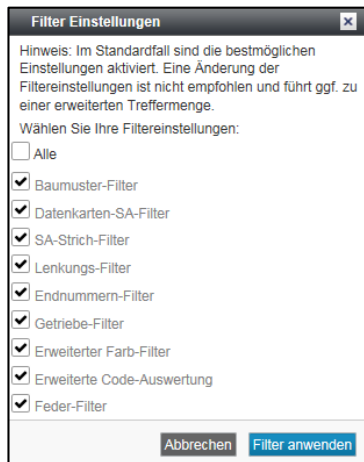 Filter Einstellungen
Hinweis: Im Standardfall sind die bestmöglichen
Einstellungen aktiviert. Eine Änderung der
Filtereinstellungen ist nicht empfohlen und führt ggf. zu
einer erweiterten Treffermenge.
Wählen Sie Ihre Filtereinstellungen:
Alle
Baumuster-Filter
Datenkarten-SA-Filter
SA-Strich-Filter
Lenkungs-Filter
Endnummern-Filter
Getriebe-Filter
Erweiterter Farb-Filter
Erweiterte Code-Auswertung
Feder-Filter
Abbrechen Filter anwenden